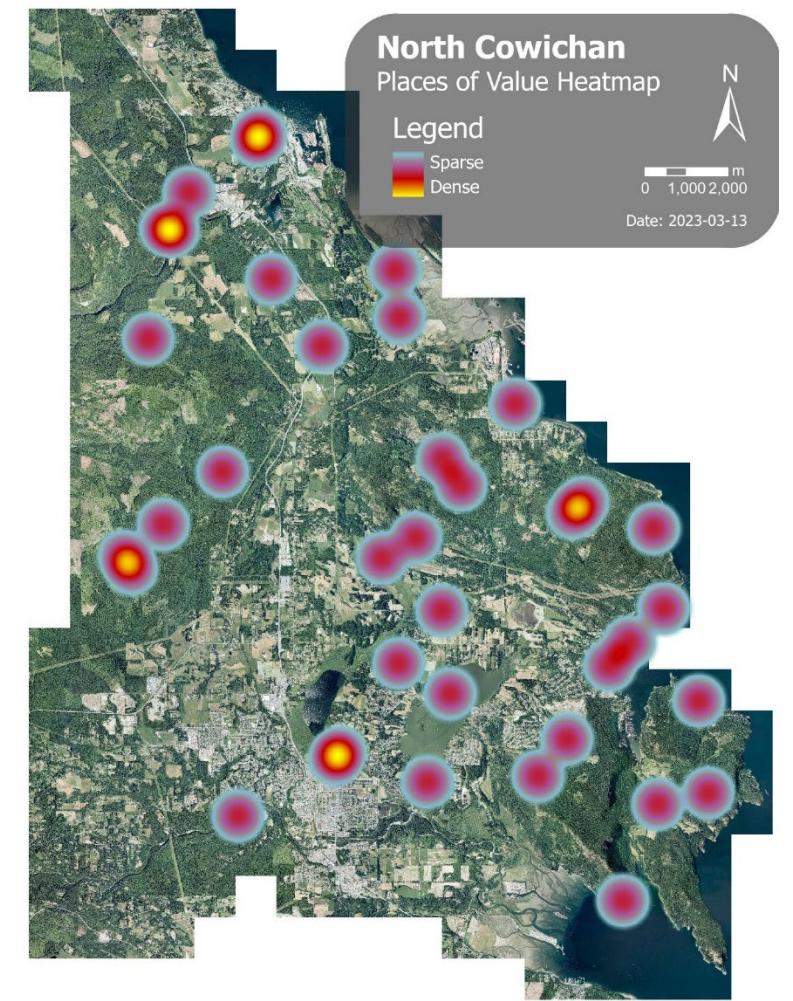 North Cowichan
Places of Value Heatmap
N
Legend
Sparse
Dense
m
0 1,000 2,000
Date: 2023-03-13